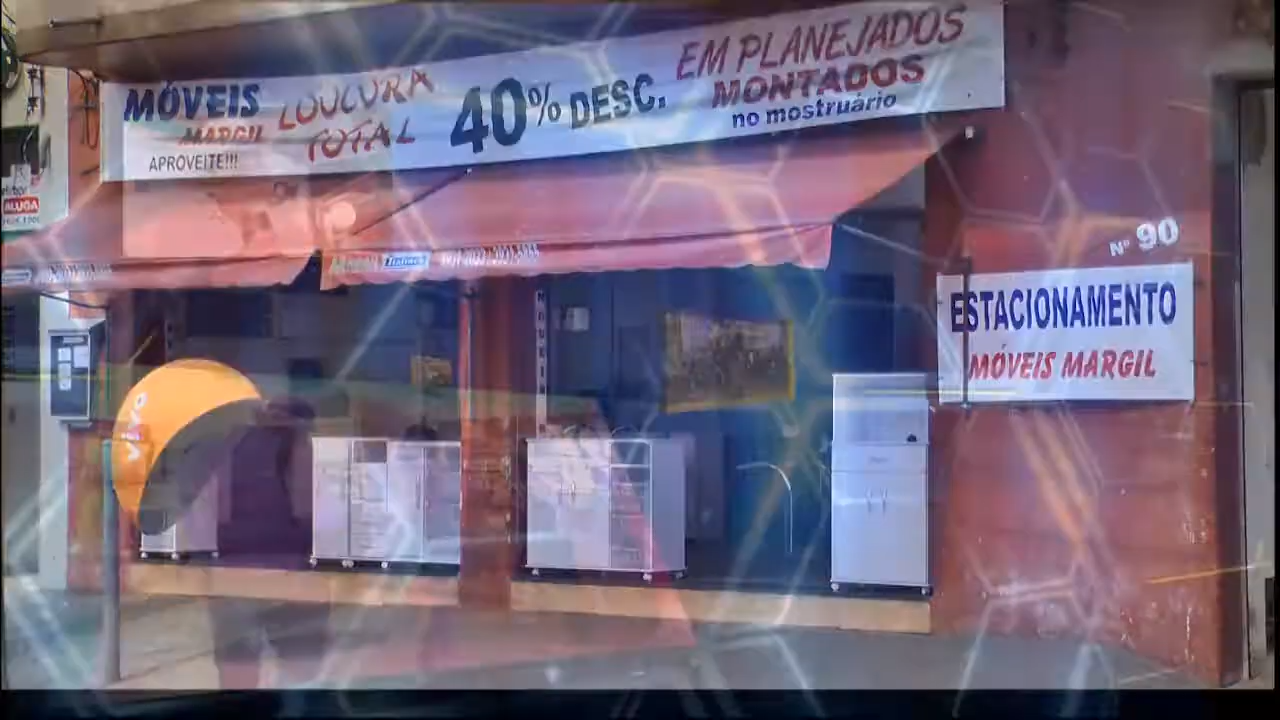 MÓVEIS
MARGIL
APROVEITE!!!
LOUCURA
TOTAL
40% DESC.
EM PLANEJADOS
MONTADOS
no mostruário
ALUGA
Nº 90
ESTACIONAMENTO
MÓVEIS MARGIL
vivo